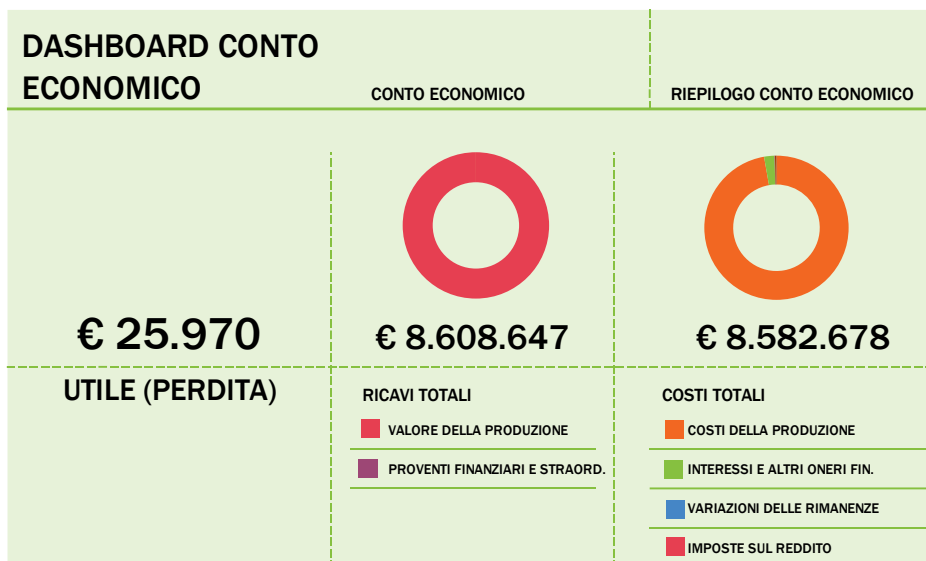 DASHBOARD CONTO
ECONOMICO
CONTO ECONOMICO
RIEPILOGO CONTO ECONOMICO
€ 25.970
€ 8.608.647
€ 8.582.678
UTILE (PERDITA)
RICAVI TOTALI
VALORE DELLA PRODUZIONE
PROVENTI FINANZIARI E STRAORD.
COSTI TOTALI
COSTI DELLA PRODUZIONE
INTERESSI E ALTRI ONERI FIN.
VARIAZIONI DELLE RIMANENZE
IMPOSTE SUL REDDITO